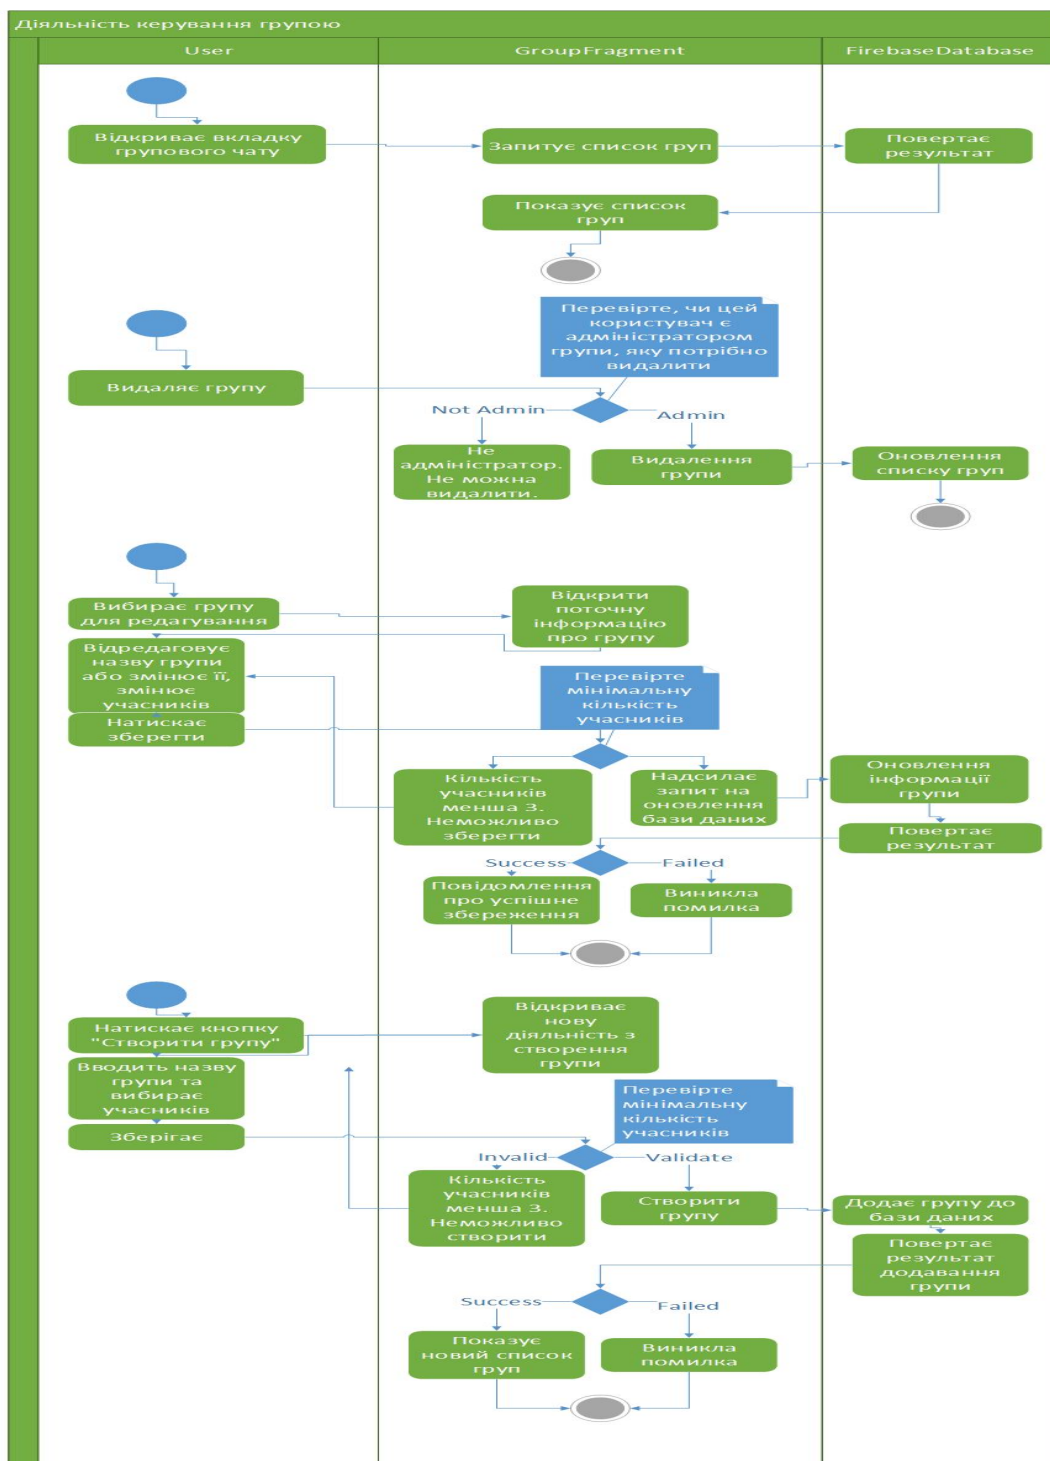 Діяльність керування групою
User
GroupFragment
FirebaseDatabase
Відкриває вкладку
групового чату
Запитує список груп
Повертає
результат
Показує список
груп
Перевірте, чи цей
користувач є
адміністратором
групи, яку потрібно
видалити
Видаляє групу
Not Admin
Admin
Не
адміністратор.
Не можна
видалити.
Видалення
групи
Оновлення
списку груп
Вибирає групу
для редагування
Відкрити
поточну
інформацію
про групу
Відредаговує
назву групи
або змінює її,
змінює
учасників
Перевірте
мінімальну
кількість
учасників
Натискає
зберегти
Кількість
учасників
менша 3.
Неможливо
зберегти
Надсилає
запит на
оновлення
бази даних
Оновлення
інформації
групи
Повертає
результат
Success
Failed
Повідомлення
про успішне
збереження
Виникла
помилка
Натискає кнопку
"Створити групу"
Відкриває
нову
діяльність з
створення
групи
Вводить назву
групи та
вибирає
учасників
Перевірте
мінімальну
кількість
учасників
Зберігає
Invalid
Validate
Кількість
учасників
менша 3.
Неможливо
створити
Створити
групу
Додає групу до
бази даних
Повертає
результат
додавання
групи
Success
Failed
Показує
новий список
груп
Виникла
помилка